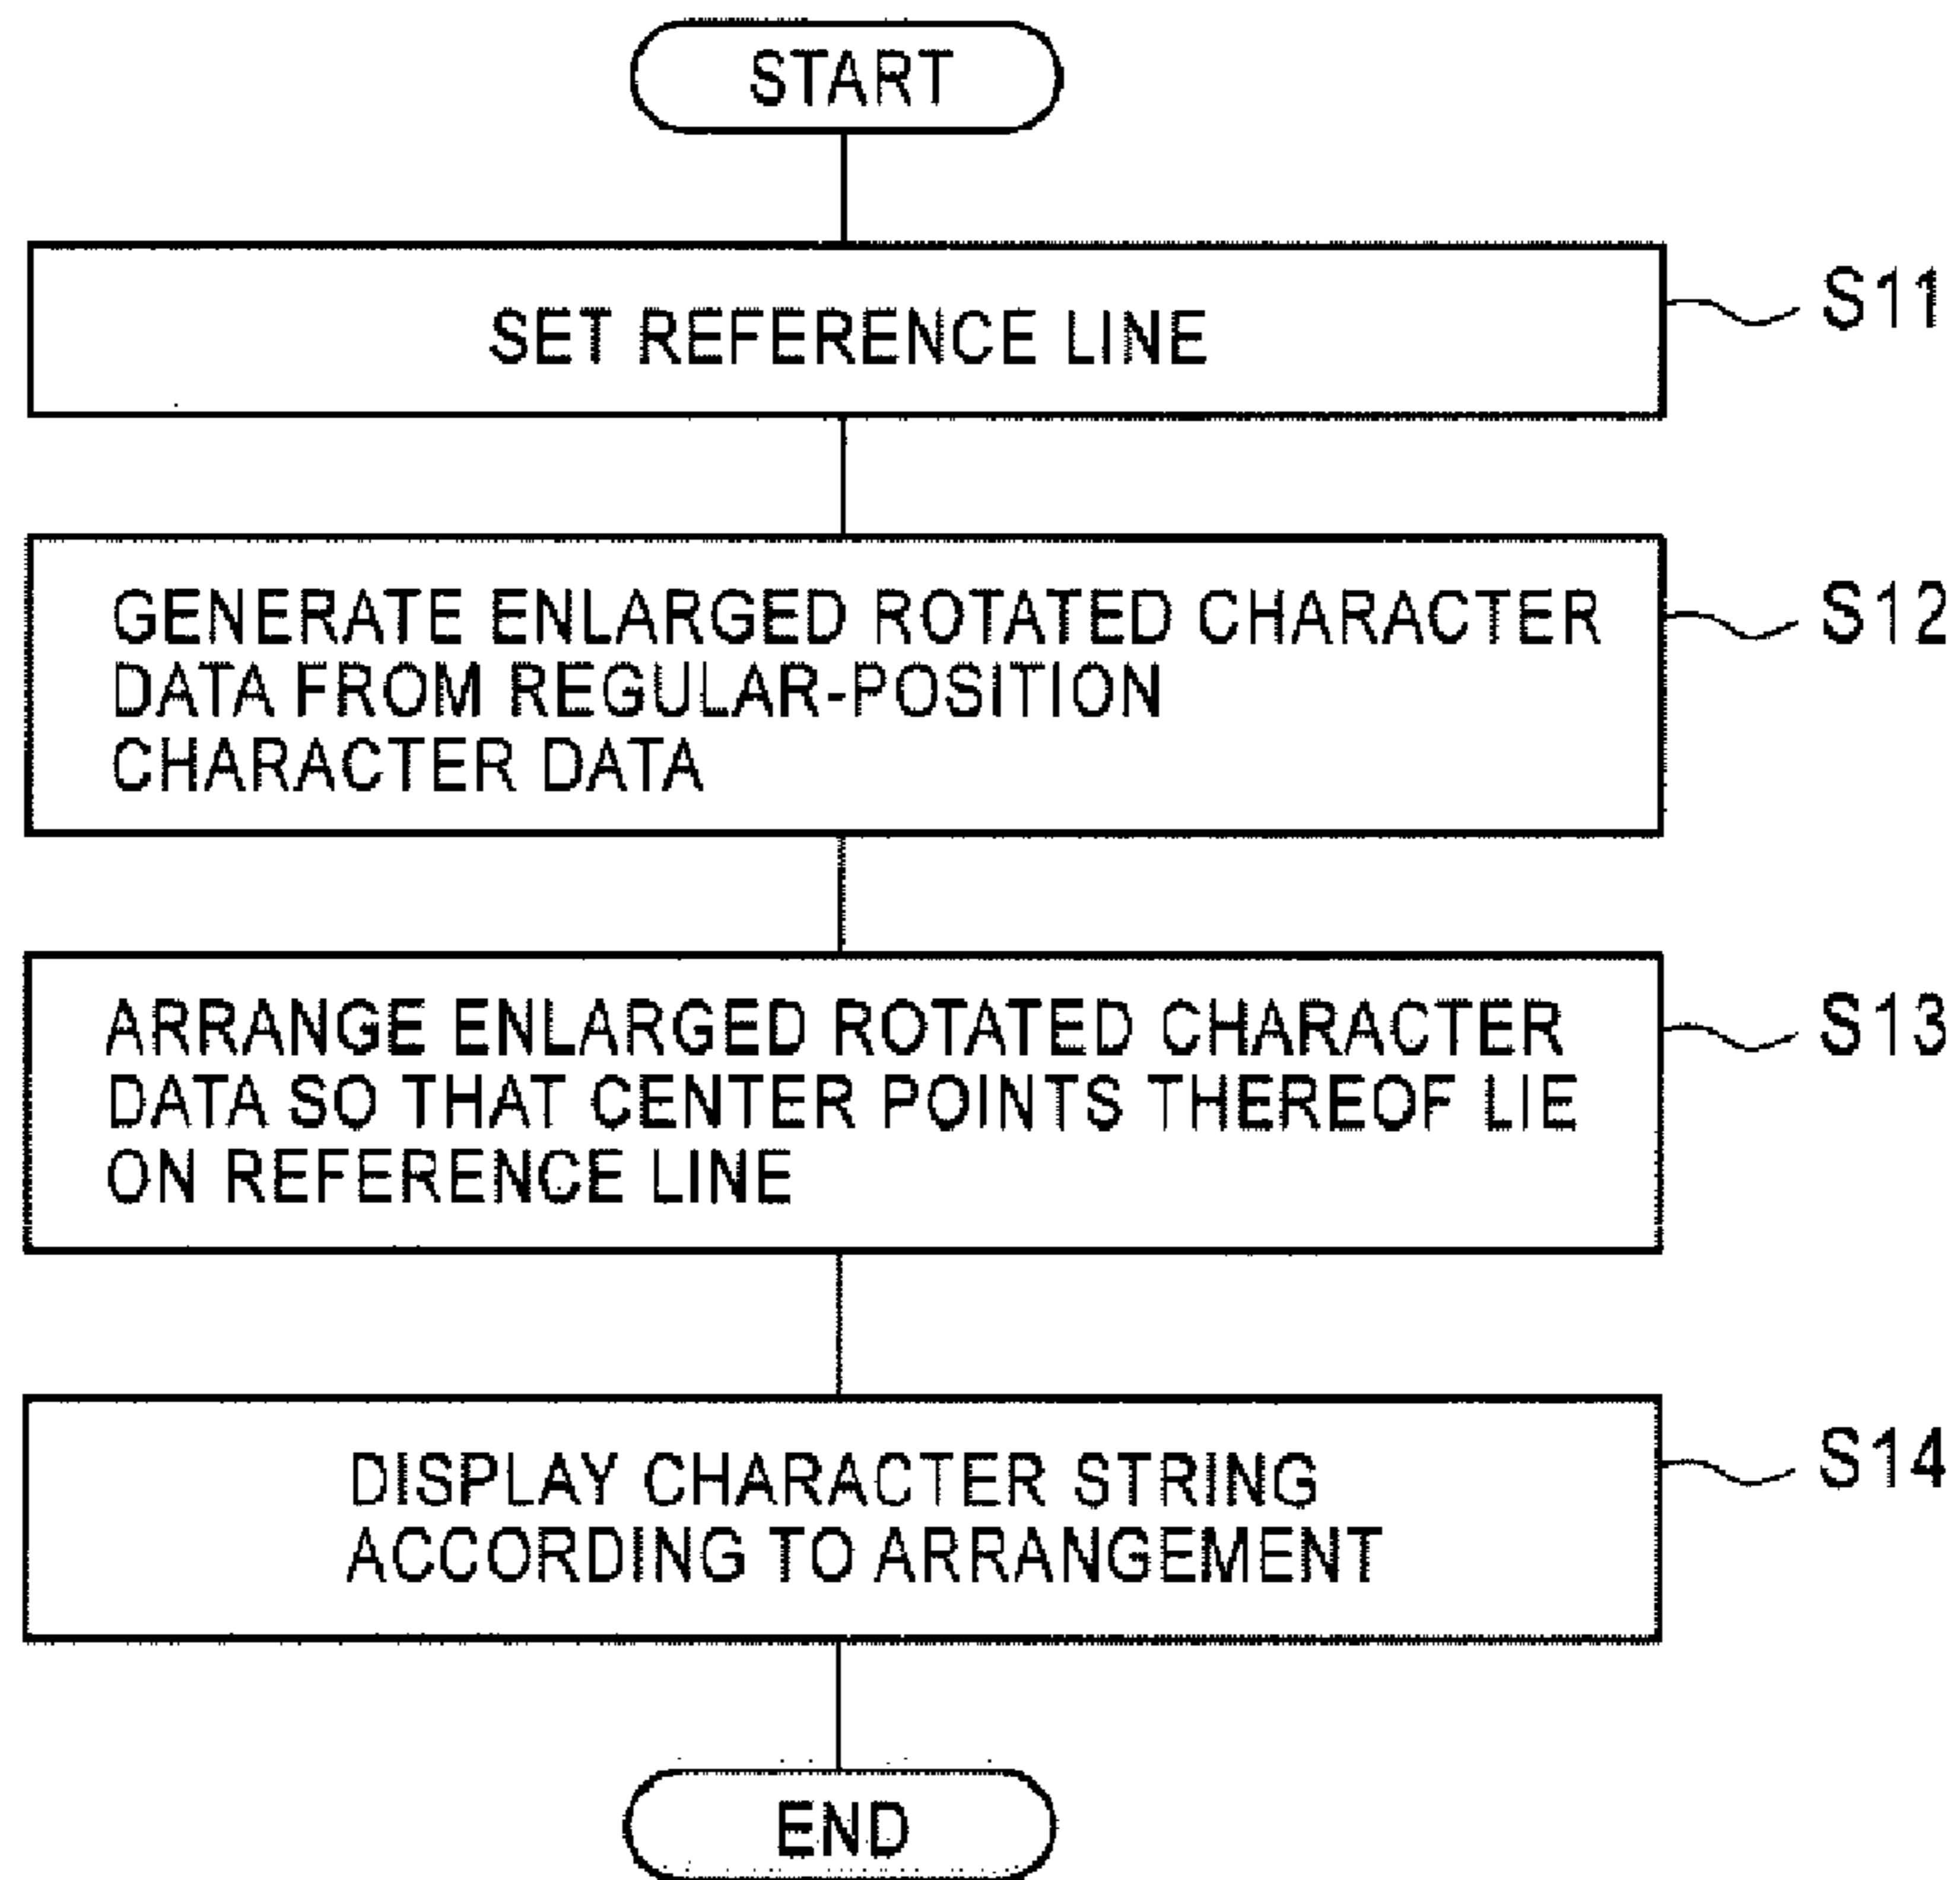 START
SET REFERENCE LINE
S11
GENERATE ENLARGED ROTATED CHARACTER
DATA FROM REGULAR-POSITION
CHARACTER DATA
S12
ARRANGE ENLARGED ROTATED CHARACTER
DATA SO THAT CENTER POINTS THEREOF LIE
ON REFERENCE LINE
S13
DISPLAY CHARACTER STRING
ACCORDING TO ARRANGEMENT
S14
END